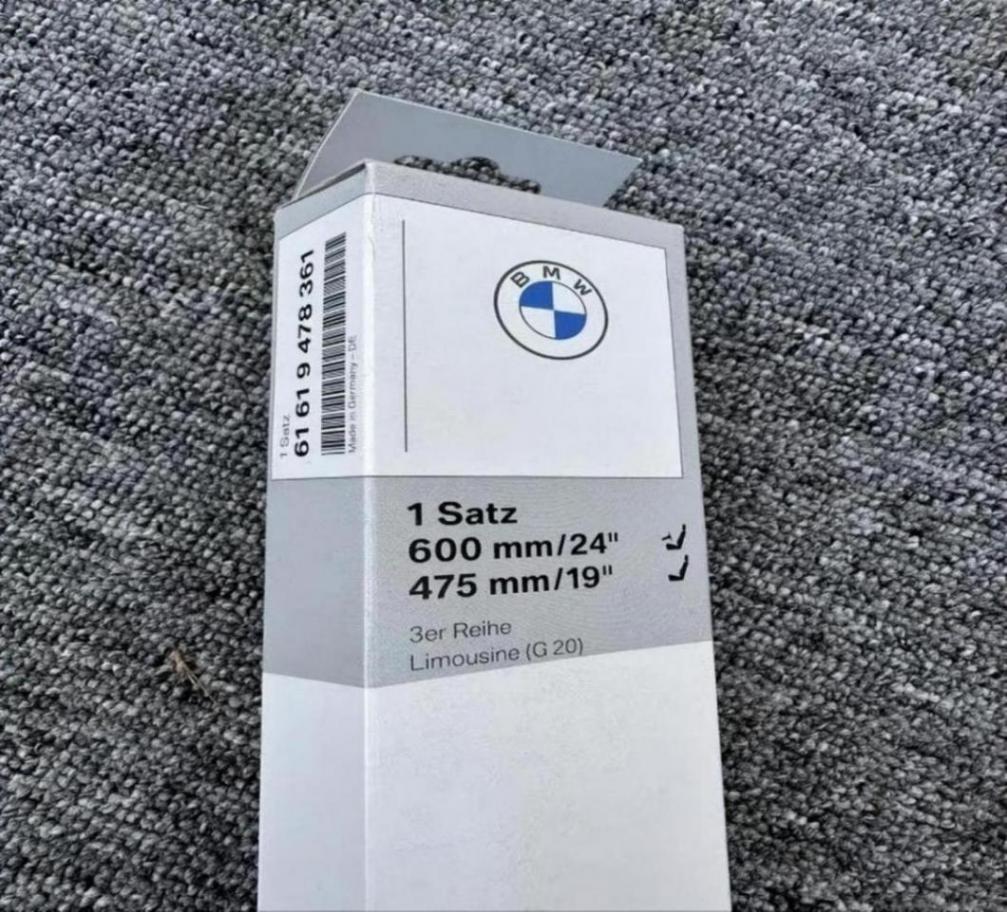 1 Satz
61 61 9 478 361
Made in Germany – DE
BMW
1 Satz
600 mm/24"
475 mm/19"
3er Reihe
Limousine (G 20)